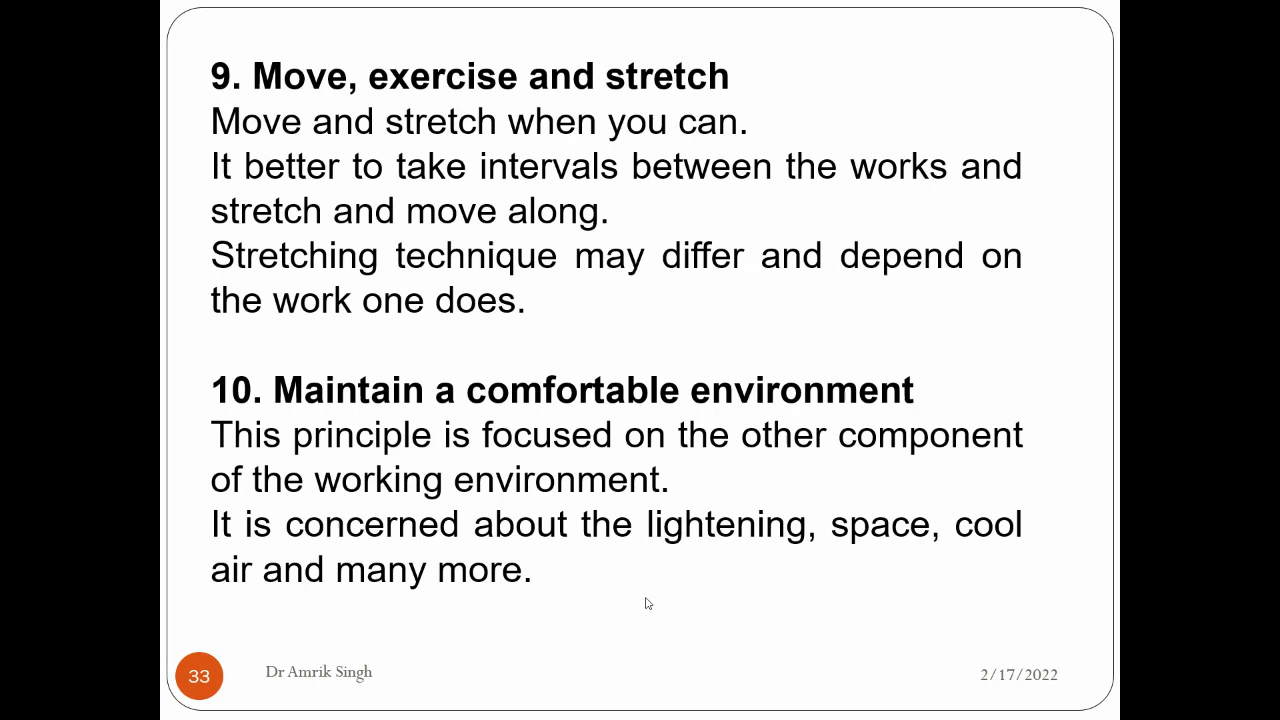 9. Move, exercise and stretch
Move and stretch when you can.
It better to take intervals between the works and
stretch and move along.
Stretching technique may differ and depend on
the work one does.
10. Maintain a comfortable environment
This principle is focused on the other component
of the working environment.
It is concerned about the lightening, space, cool
air and many more.
33
Dr Amrik Singh
2/17/2022